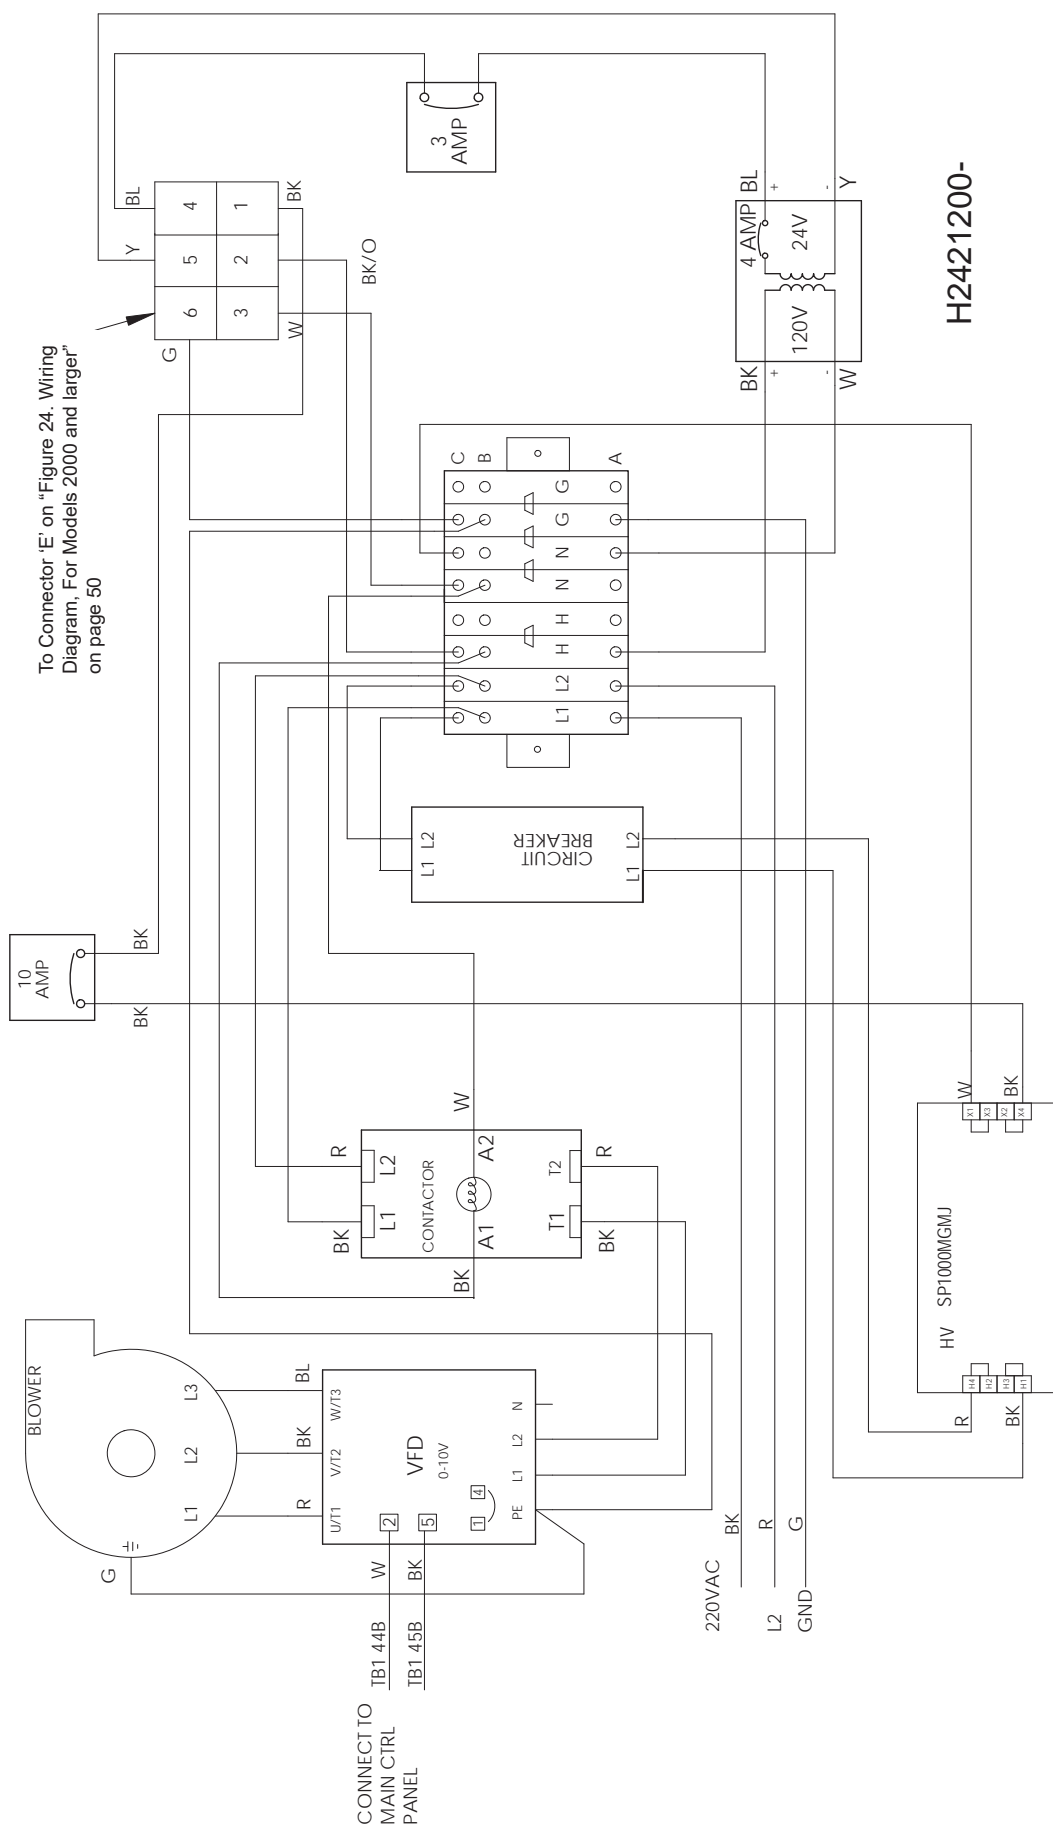 To Connector ‘E’ on “Figure 24. Wiring
Diagram, For Models 2000 and larger”
on page 50
BLOWER
G
L1
L2
L3
R
BK
BL
U/T1
V/T2
W/T3
VFD
0-10V
2
5
1
4
PE
L1
L2
N
W
BK
TB1 44B
TB1 45B
CONNECT TO
MAIN CTRL
PANEL
10
AMP
BK
BK
BK
R
L1
L2
CONTACTOR
A1
A2
BK
W
T1
T2
BK
R
L1
L2
CIRCUIT
BREAKER
L1
L2
C
B
A
L1
L2
H
H
N
N
G
G
G
Y
BL
6
5
4
3
2
1
W
BK/O
BK
3
AMP
4 AMP
BL
+
-
Y
120V
24V
BK
+
-
W
220VAC
BK
L2
R
GND
G
HV
SP1000MGMJ
R
BK
H4
H2
H3
H1
W
BK
X1
X3
X2
X4
H2421200-